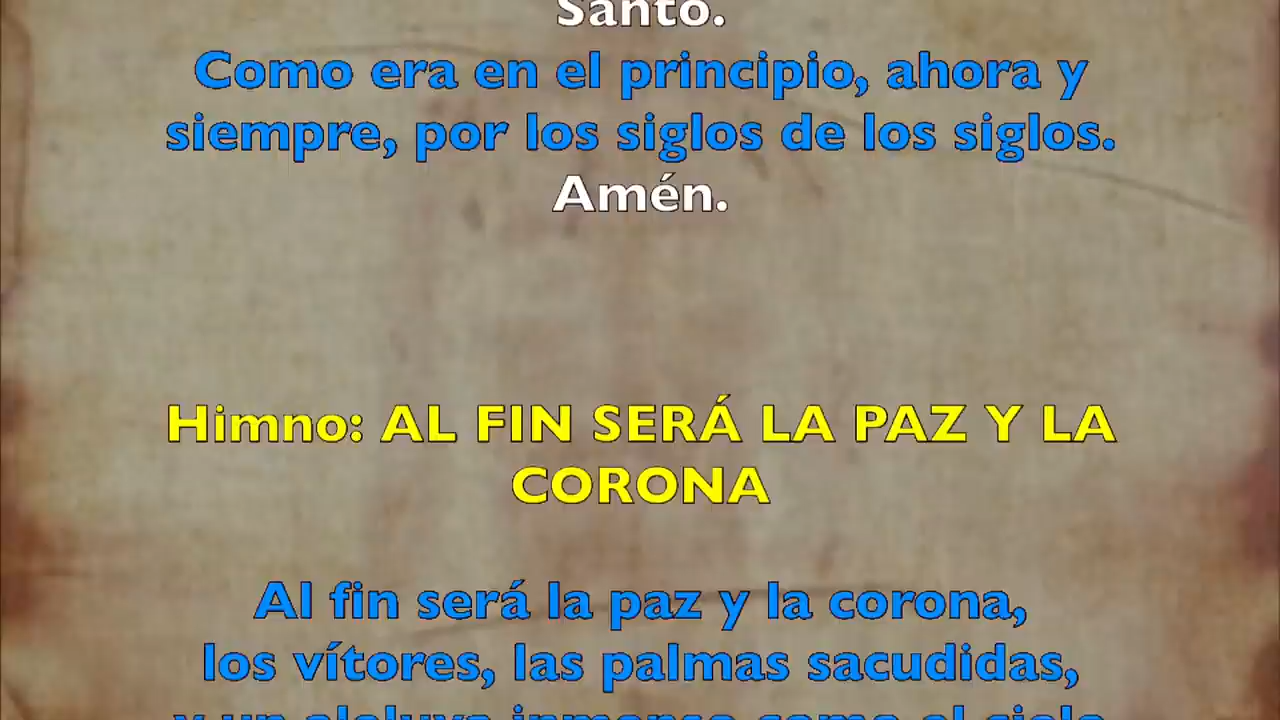 Santo.
Como era en el principio, ahora y
siempre, por los siglos de los siglos.
Amén.
Himno: AL FIN SERÁ LA PAZ Y LA
CORONA
Al fin será la paz y la corona,
los vítores, las palmas sacudidas,
y un aleluya inmenso como el cielo